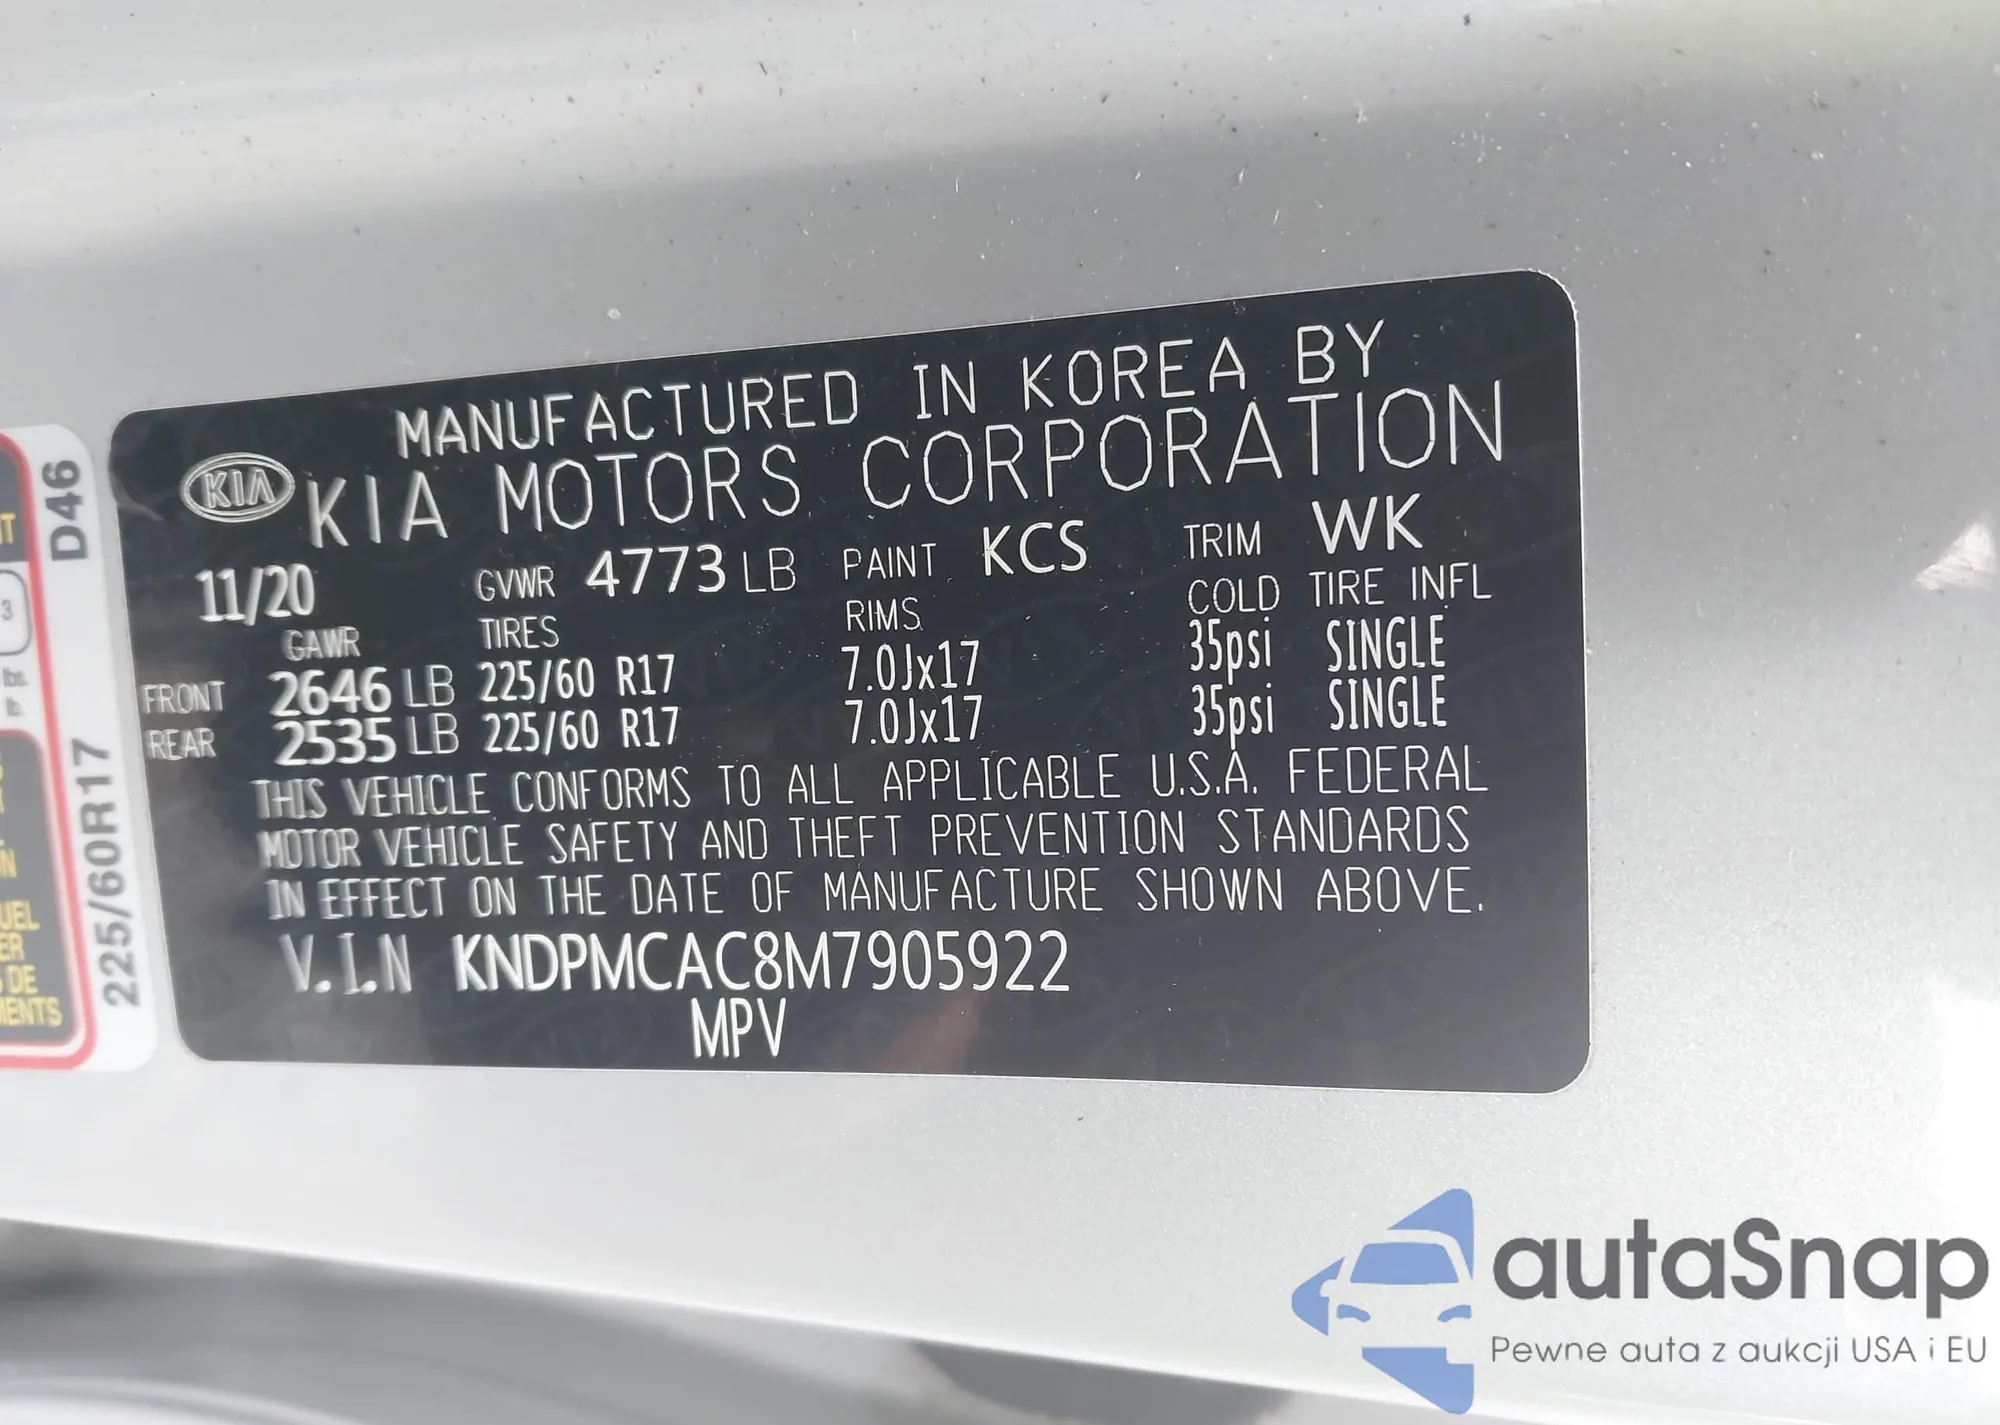 MANUFACTURED IN KOREA BY
KIA KIA MOTORS CORPORATION
11/20 GVWR 4773 LB PAINT KCS TRIM WK
GAWR TIRES RIMS COLD TIRE INFL
FRONT 2646 LB 225/60 R17 7.0Jx17 35psi SINGLE
REAR 2535 LB 225/60 R17 7.0Jx17 35psi SINGLE
THIS VEHICLE CONFORMS TO ALL APPLICABLE U.S.A. FEDERAL
MOTOR VEHICLE SAFETY AND THEFT PREVENTION STANDARDS
IN EFFECT ON THE DATE OF MANUFACTURE SHOWN ABOVE.
V.I.N KNDPMCAC8M7905922
MPV
D46
225/60R17
3
lbs.
lb.
DE
autaSnap
Pewne auta z aukcji USA i EU